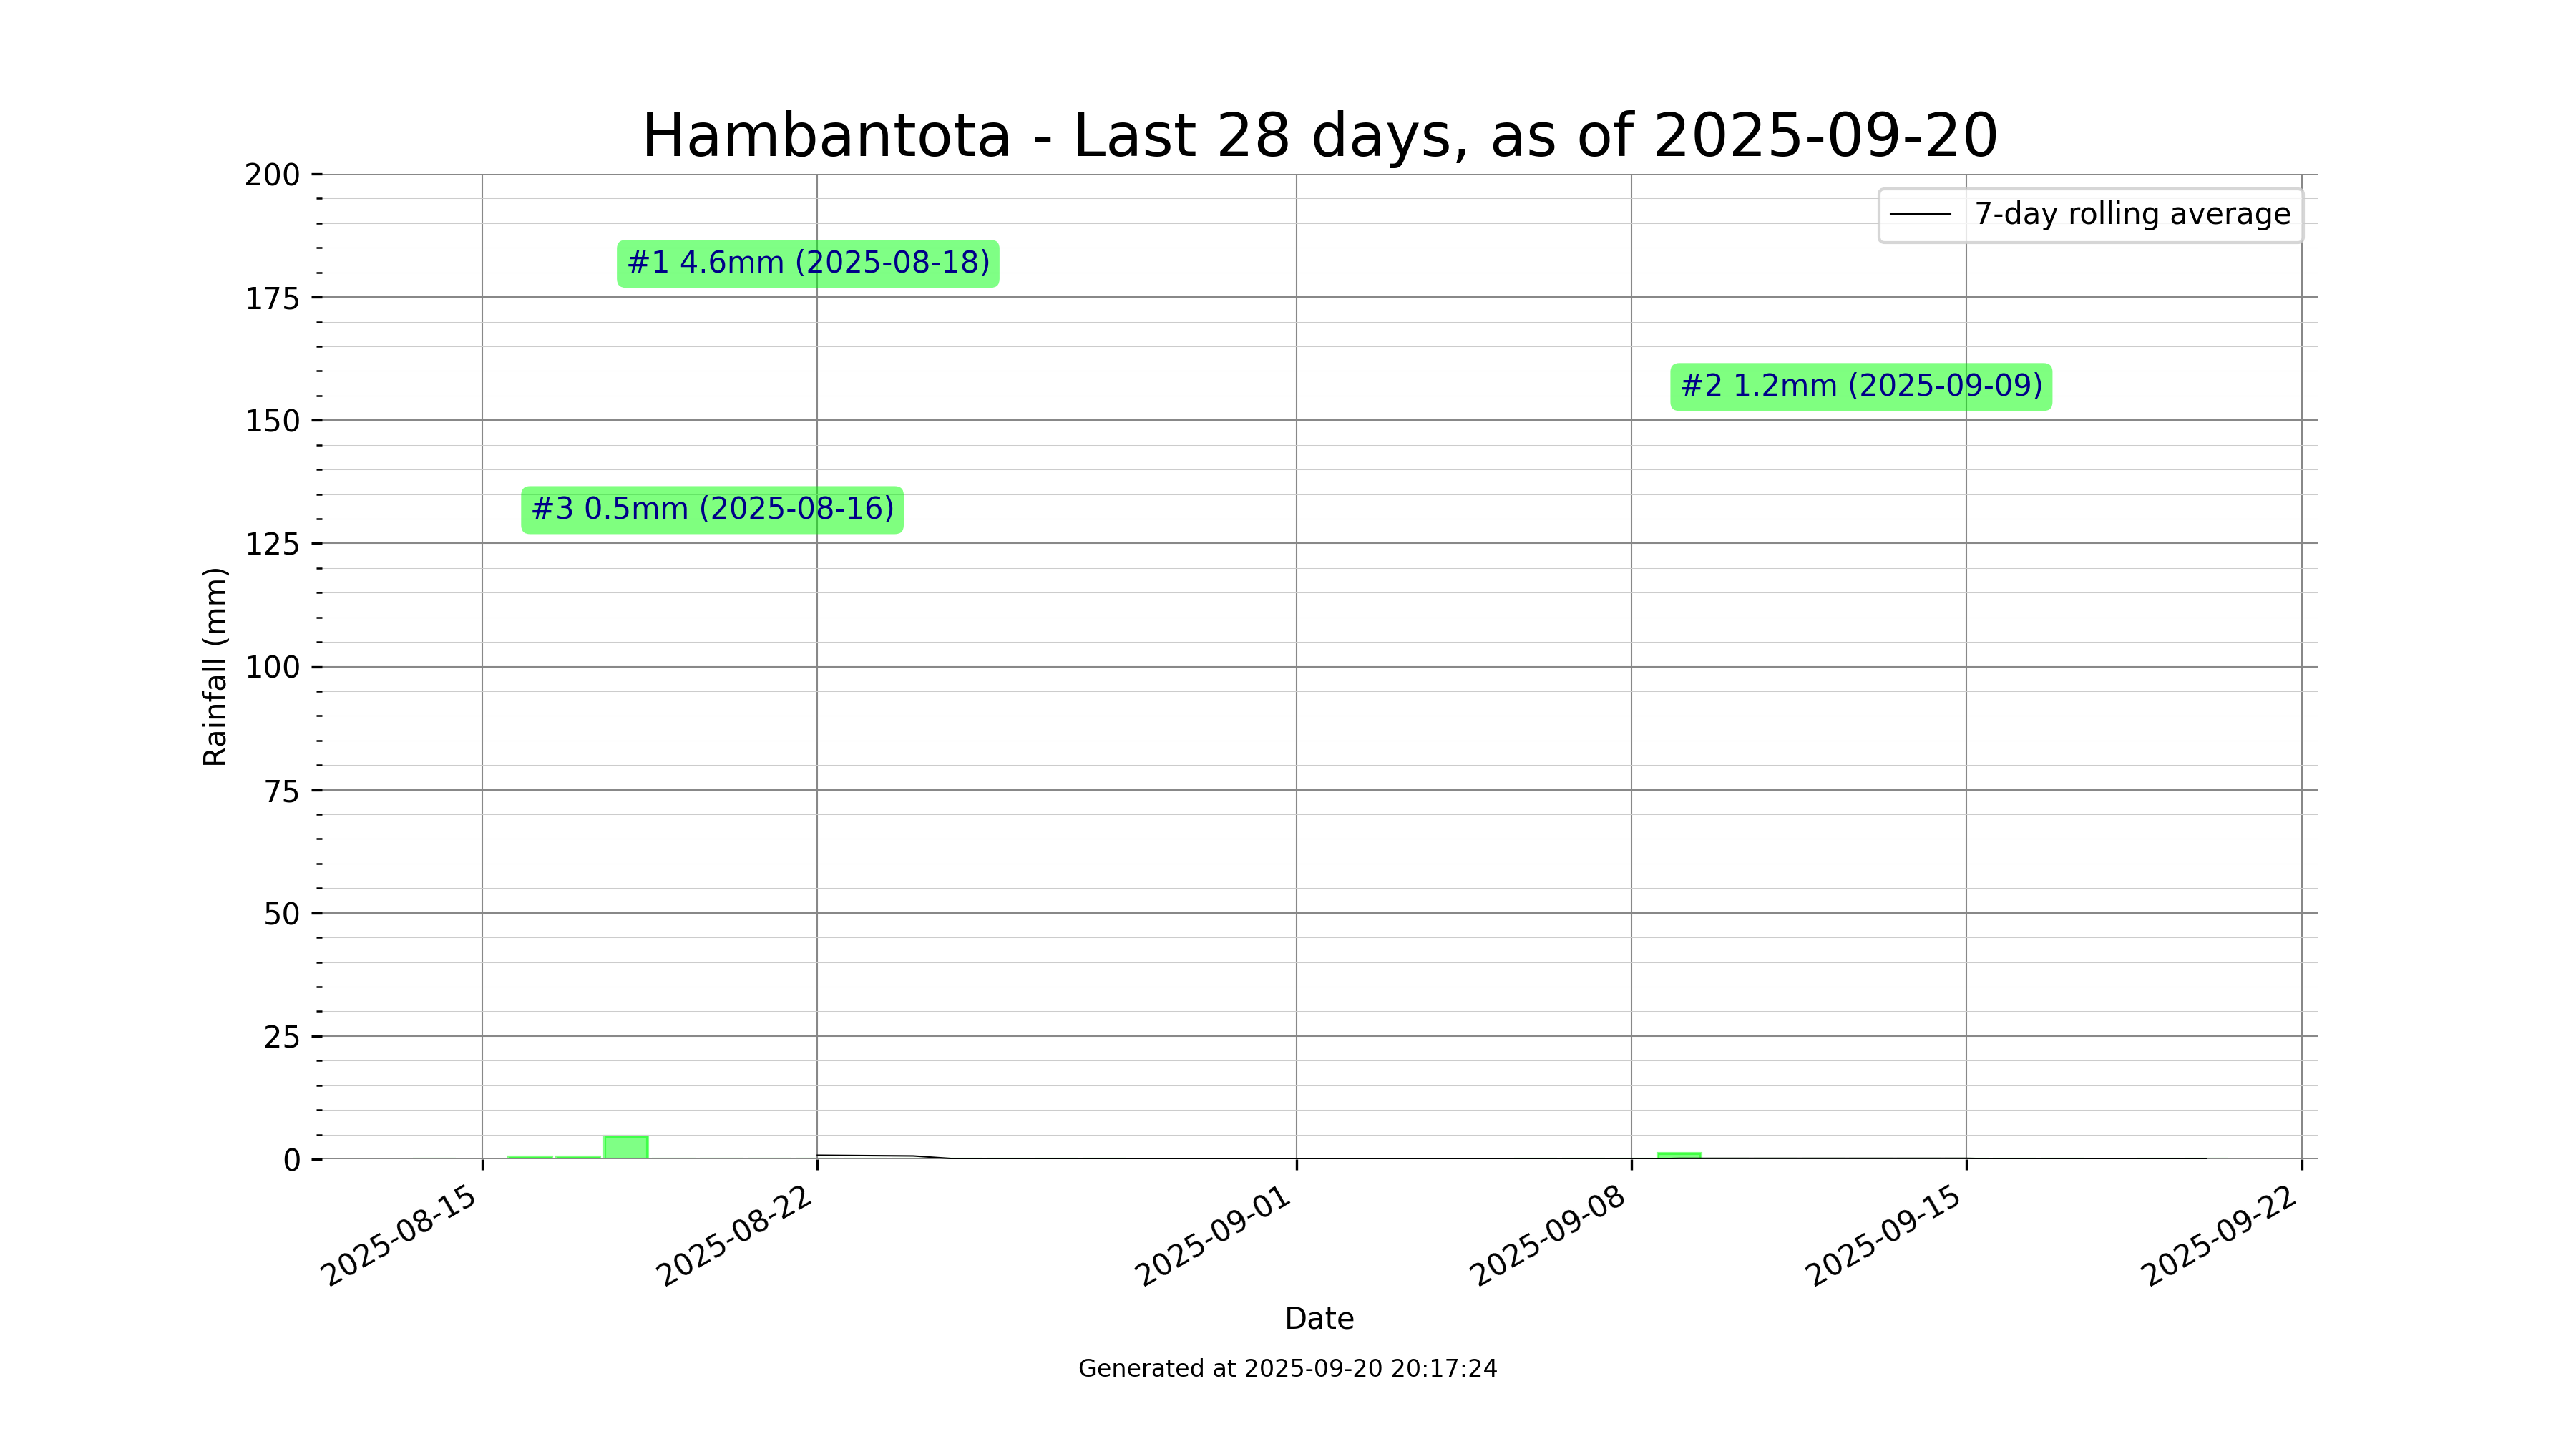 Hambantota - Last 28 days, as of 2025-09-20
200
175
150
125
100
75
50
25
0
Rainfall (mm)
7-day rolling average
#1 4.6mm (2025-08-18)
#2 1.2mm (2025-09-09)
#3 0.5mm (2025-08-16)
2025-08-15
2025-08-22
2025-09-01
2025-09-08
2025-09-15
2025-09-22
Date
Generated at 2025-09-20 20:17:24